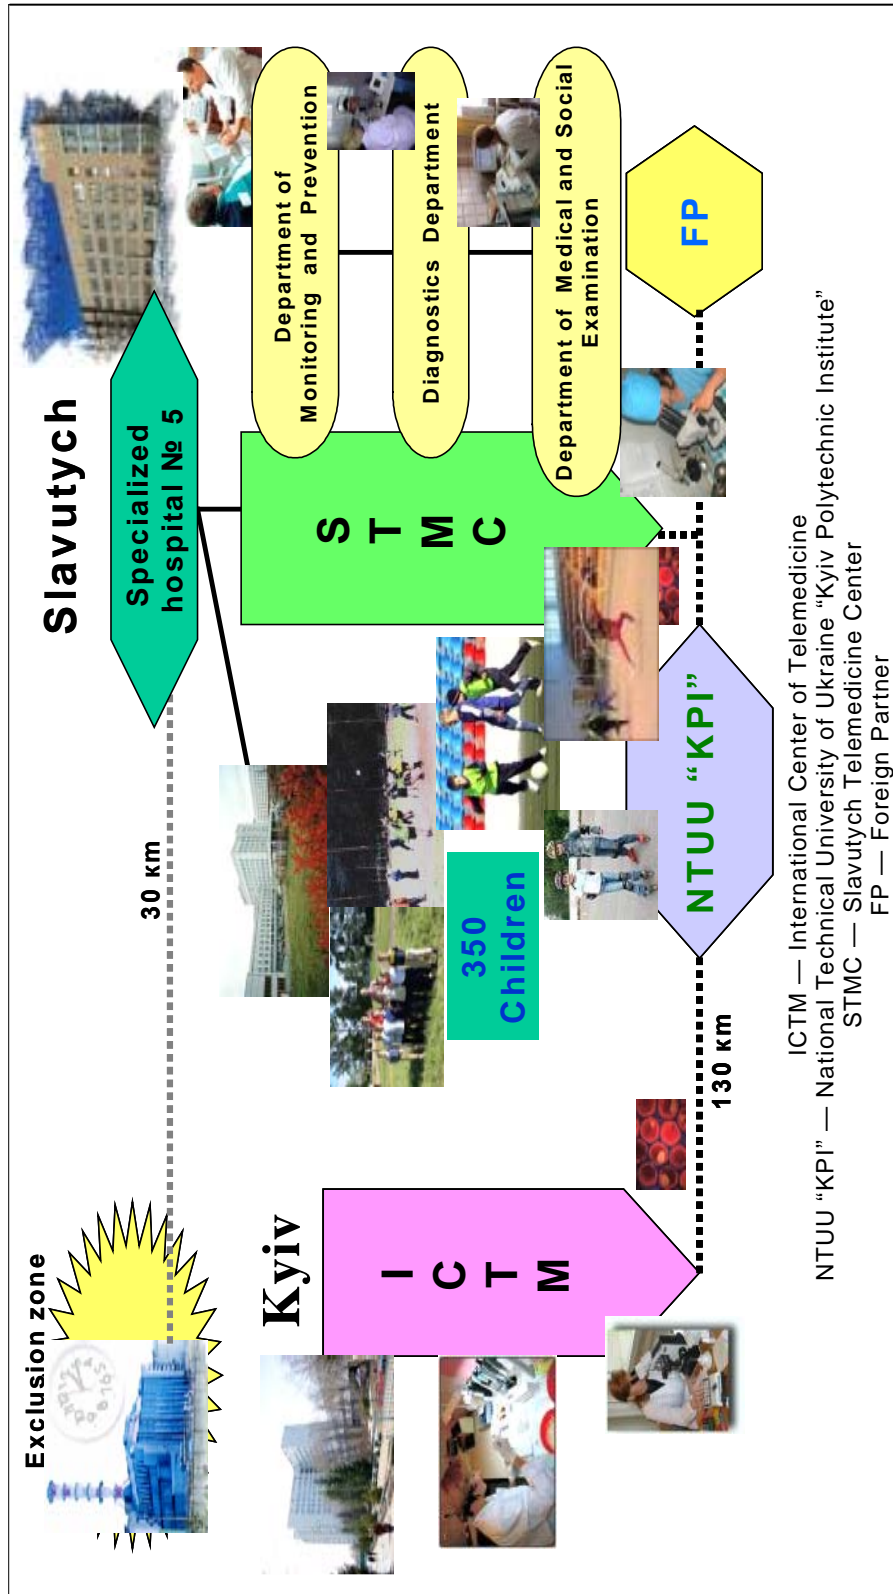 Exclusion zone
30 км
Slavutych
Specialized
hospital № 5
Kyiv
I
C
T
M
350
Children
S
T
M
C
Department of
Monitoring and Prevention
Diagnostics Department
Department of Medical and Social
Examination
130 км
NTUU “KPI”
FP
ICTM — International Center of Telemedicine
NTUU “KPI” — National Technical University of Ukraine “Kyiv Polytechnic Institute”
STMC — Slavutych Telemedicine Center
FP — Foreign Partner